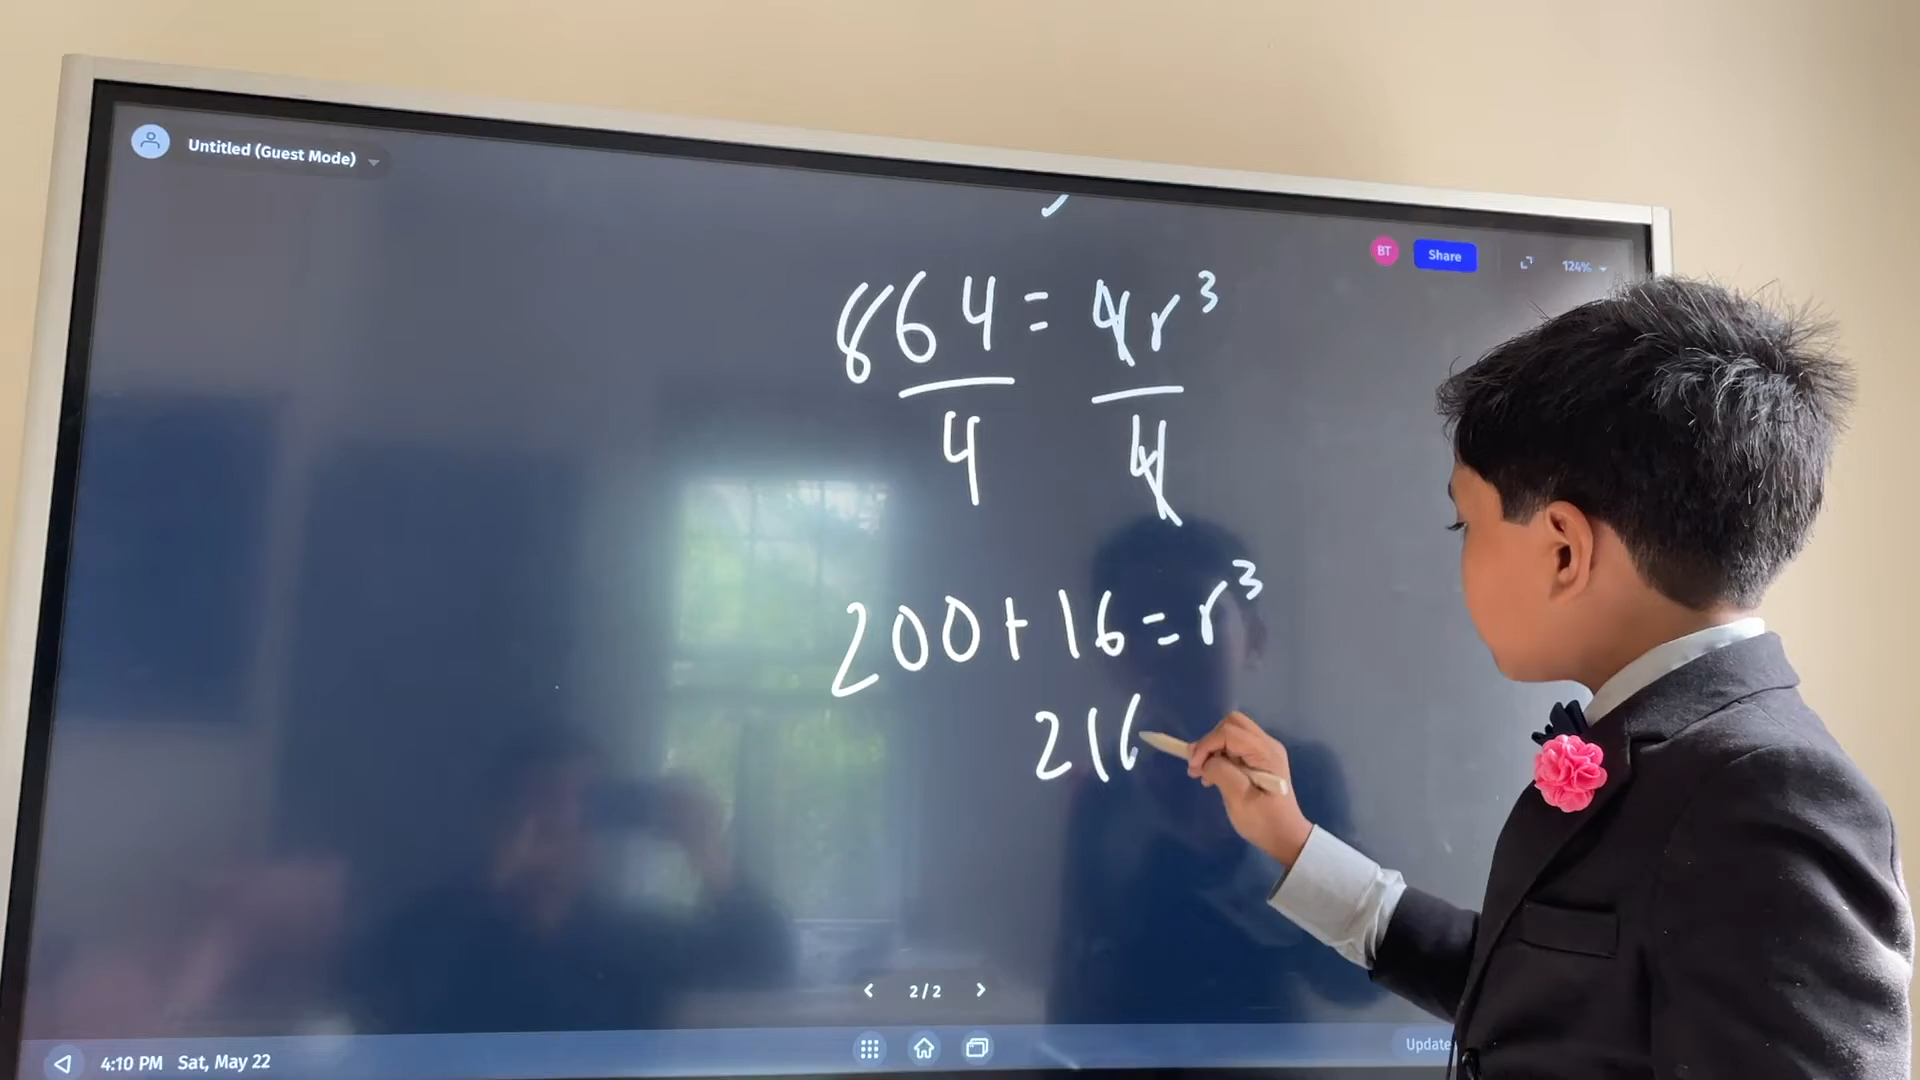 Untitled (Guest Mode)
BT
Share
124%
864 = 4r³
4 4
200+16=r³
216
2/2
4:10 PM Sat, May 22
Update